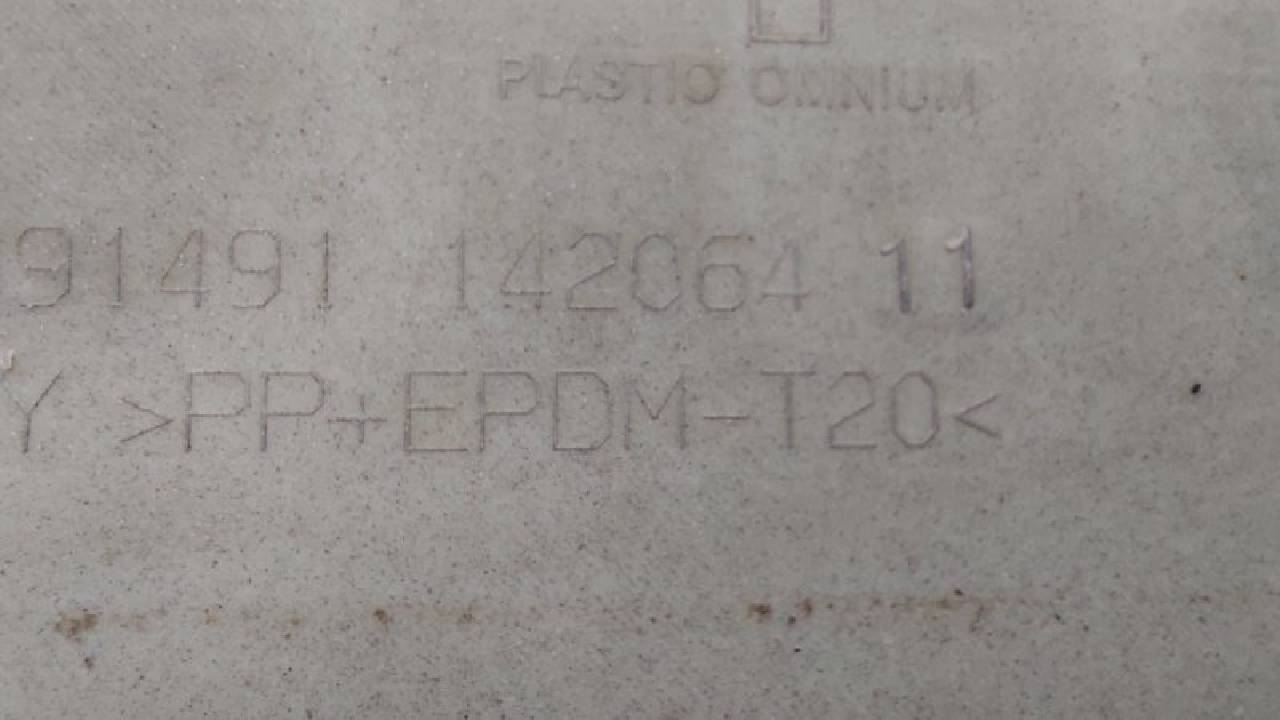 PLASTIC OMNIUM
91491 142064 11
Y >PP+EPDM-T20<